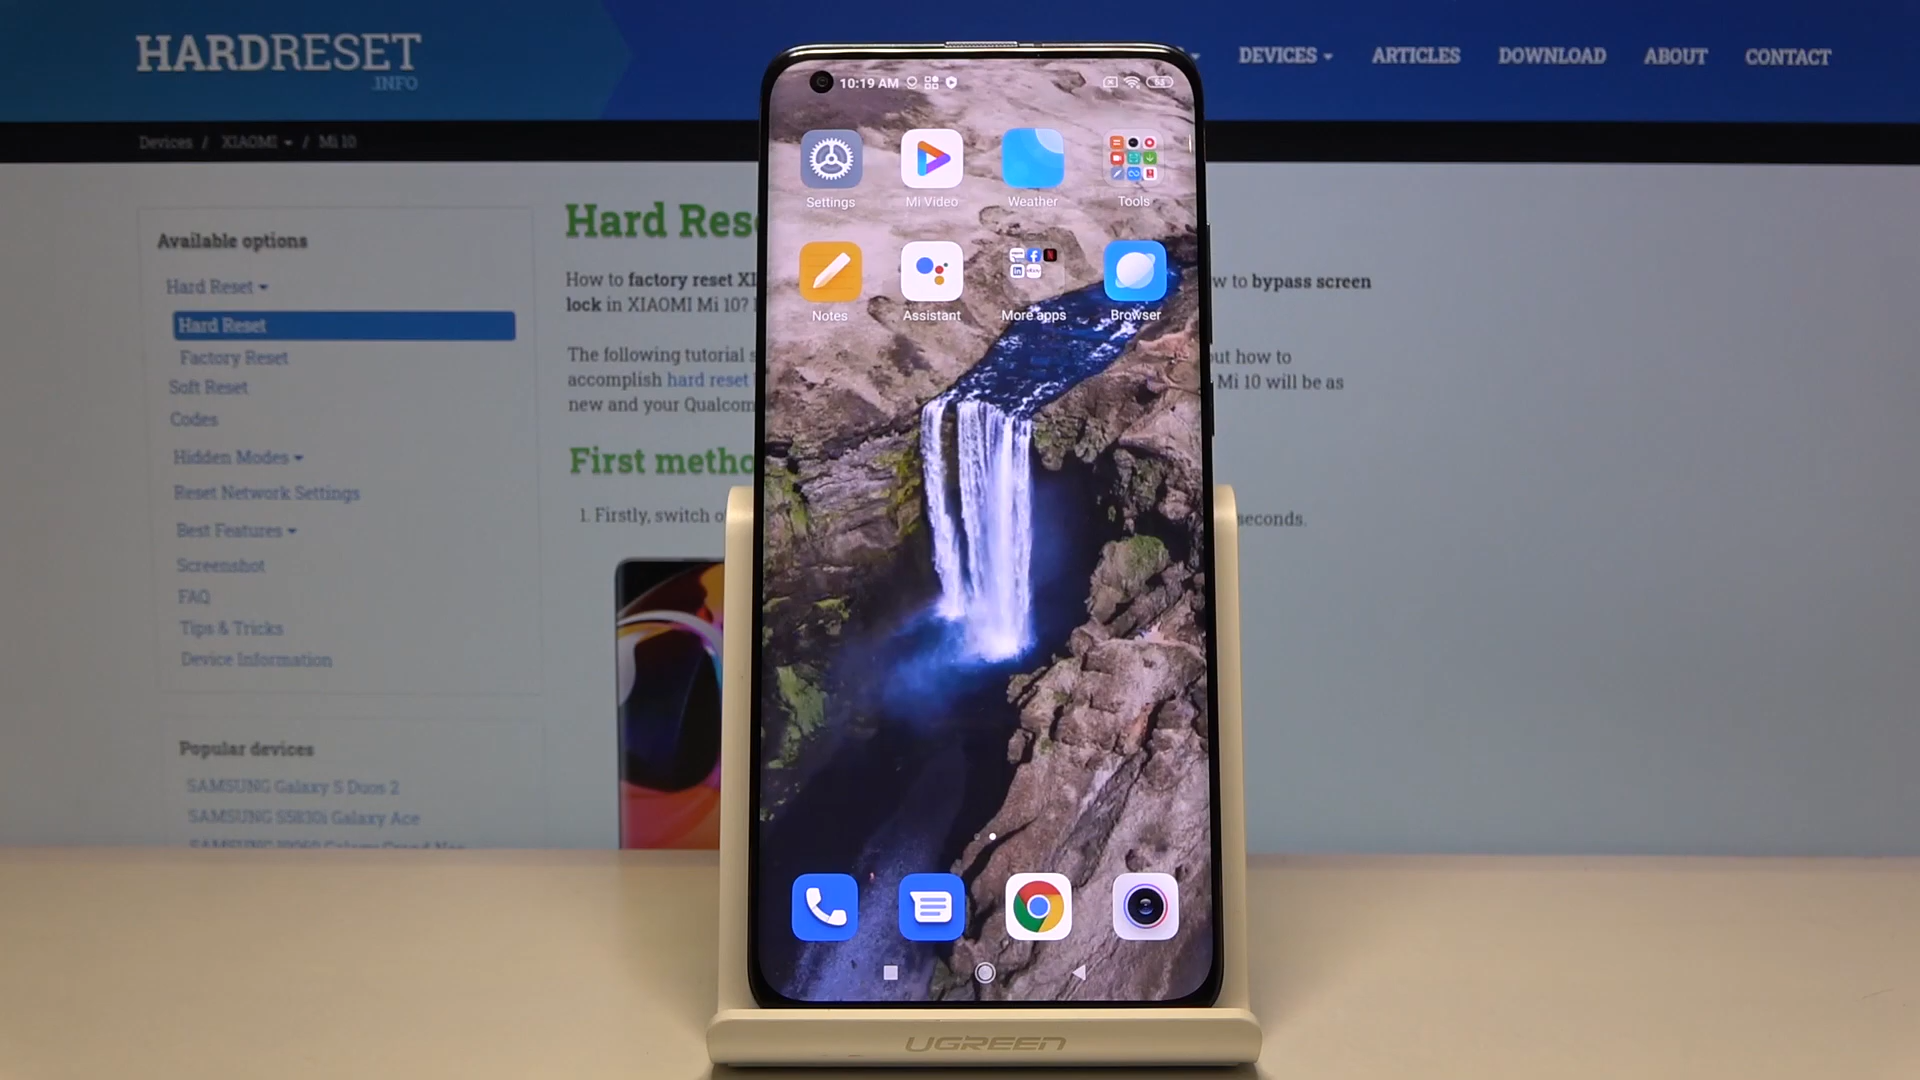 HARDRESET
.INFO
DEVICES
ARTICLES
DOWNLOAD
ABOUT
CONTACT
Devices / XIAOMI / Mi 10
Available options
Hard Reset
Hard Reset
Factory Reset
Soft Reset
Codes
Hidden Modes
Reset Network Settings
Best Features
Screenshot
FAQ
Tips & Tricks
Device Information
Popular devices
SAMSUNG Galaxy S Duos 2
SAMSUNG S5830i Galaxy Ace
Hard Res
How to factory reset XI
w to bypass screen
lock in XIAOMI Mi 10?
The following tutorial s
out how to
accomplish hard reset
Mi 10 will be as
new and your Qualcom
First metho
1. Firstly, switch o
seconds.
10:19 AM
Settings
Mi Video
Weather
Tools
Notes
Assistant
More apps
Browser
UGREEN